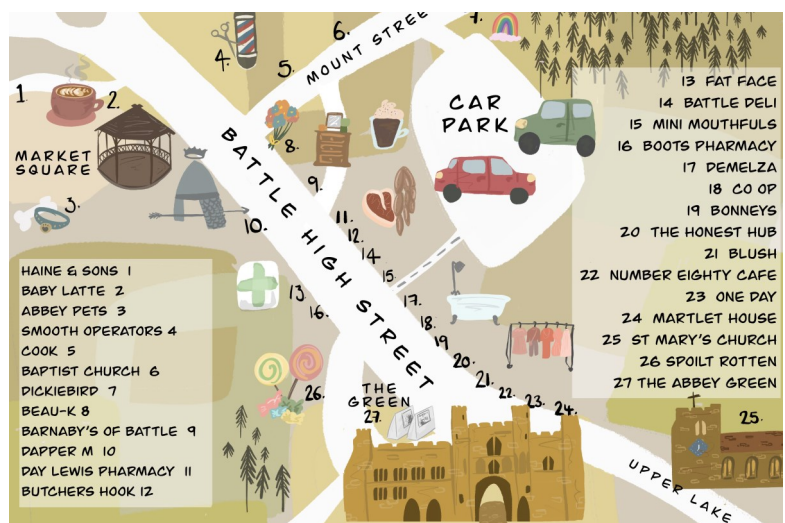 4.
5.
6.
MOUNT STREE
7.
1.
2.
MARKET
SQUARE
3.
BATTLE HIGH STREET
8.
9.
10.
11.
12.
14
15.
13
16.
17.
18.
19
20.
21.
22.
23.
24.
25.
26.
THE
GREEN
27.
CAR
PARK
UPPER LAKE
HAINE & SONS 1
BABY LATTE 2
ABBEY PETS 3
SMOOTH OPERATORS 4
COOK 5
BAPTIST CHURCH 6
DICKIEBIRD 7
BEAU-K 8
BARNABY'S OF BATTLE 9
DAPPER M 10
DAY LEWIS PHARMACY 11
BUTCHERS HOOK 12
13 FAT FACE
14 BATTLE DELI
15 MINI MOUTHFULS
16 BOOTS PHARMACY
17 DEMELZA
18 CO OP
19 BONNEYS
20 THE HONEST HUB
21 BLUSH
22 NUMBER EIGHTY CAFE
23 ONE DAY
24 MARTLET HOUSE
25 ST MARY'S CHURCH
26 SPOILT ROTTEN
27 THE ABBEY GREEN